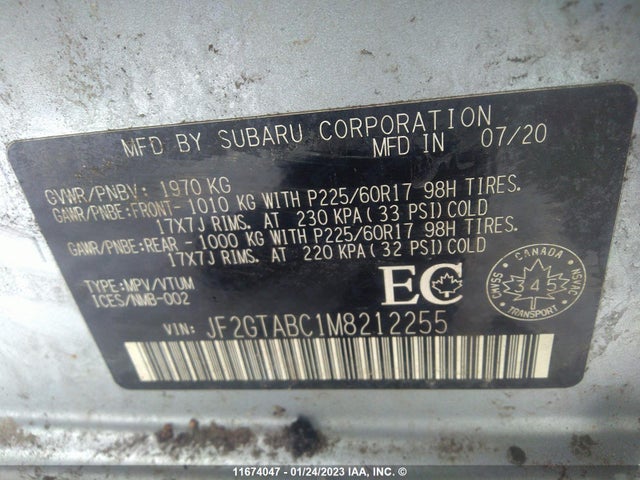 MFD BY SUBARU CORPORATION
MFD IN 07/20
GVWR/PNBV: 1970 KG
GAWR/PNBE:FRONT- 1010 KG WITH P225/60R17 98H TIRES.
17X7J RIMS. AT 230 KPA(33 PSI)COLD
GAWR/PNBE:REAR - 1000 KG WITH P225/60R17 98H TIRES.
17X7J RIMS. AT 220 KPA(32 PSI)COLD
TYPE:MPV/VTUM
ICES/NMB-002
EC
CANADA
CMVSS
NSVAC
345
TRANSPORT
VIN: JF2GTABC1M8212255
11674047 - 01/24/2023 IAA, INC. ©